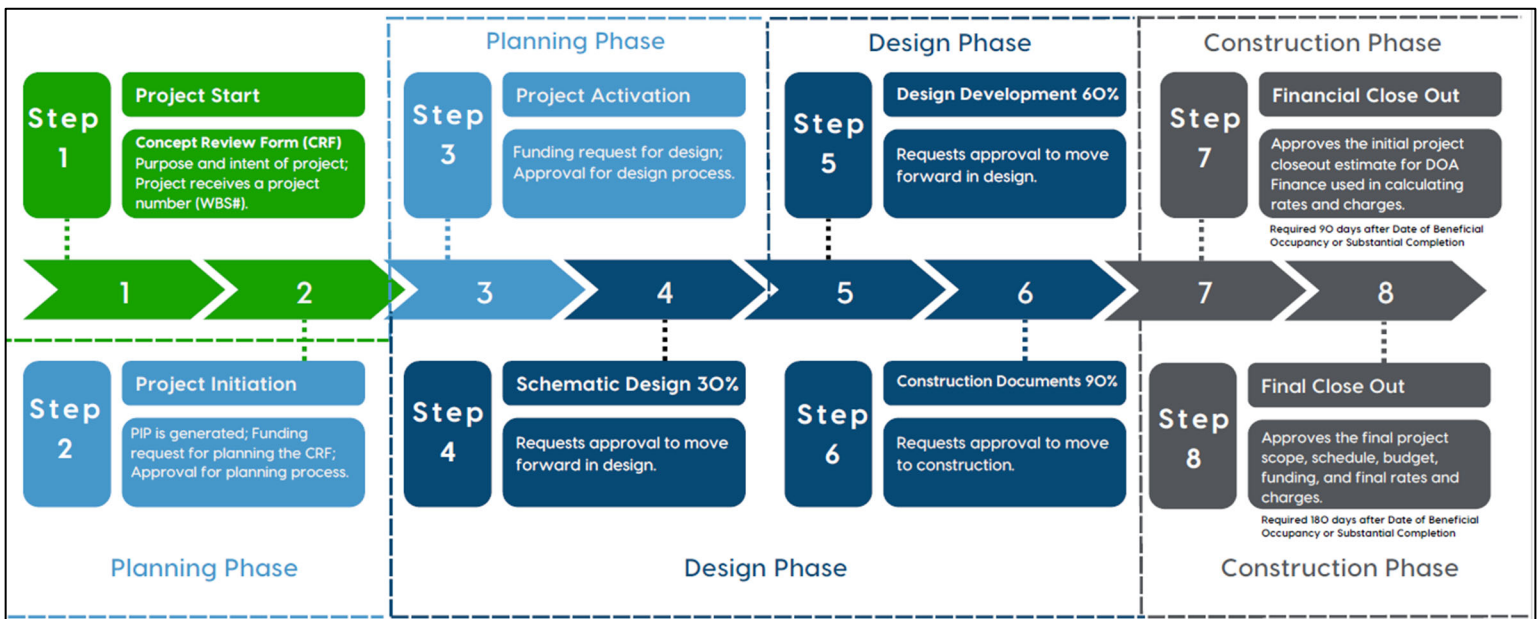 Planning Phase
Design Phase
Construction Phase
Step
1
Project Start
Concept Review Form (CRF)
Purpose and intent of project;
Project receives a project
number (WBS#).
Step
3
Project Activation
Funding request for design;
Approval for design process.
Step
5
Design Development 60%
Requests approval to move
forward in design.
Step
7
Financial Close Out
Approves the initial project
closeout estimate for DOA
Finance used in calculating
rates and charges.
Required 90 days after Date of Beneficial
Occupancy or Substantial Completion
1
2
3
4
5
6
7
8
Step
2
Project Initiation
PIP is generated; Funding
request for planning the CRF;
Approval for planning process.
Step
4
Schematic Design 30%
Requests approval to move
forward in design.
Step
6
Construction Documents 90%
Requests approval to move
to construction.
Step
8
Final Close Out
Approves the final project
scope, schedule, budget,
funding, and final rates and
charges.
Required 180 days after Date of Beneficial
Occupancy or Substantial Completion
Planning Phase
Design Phase
Construction Phase